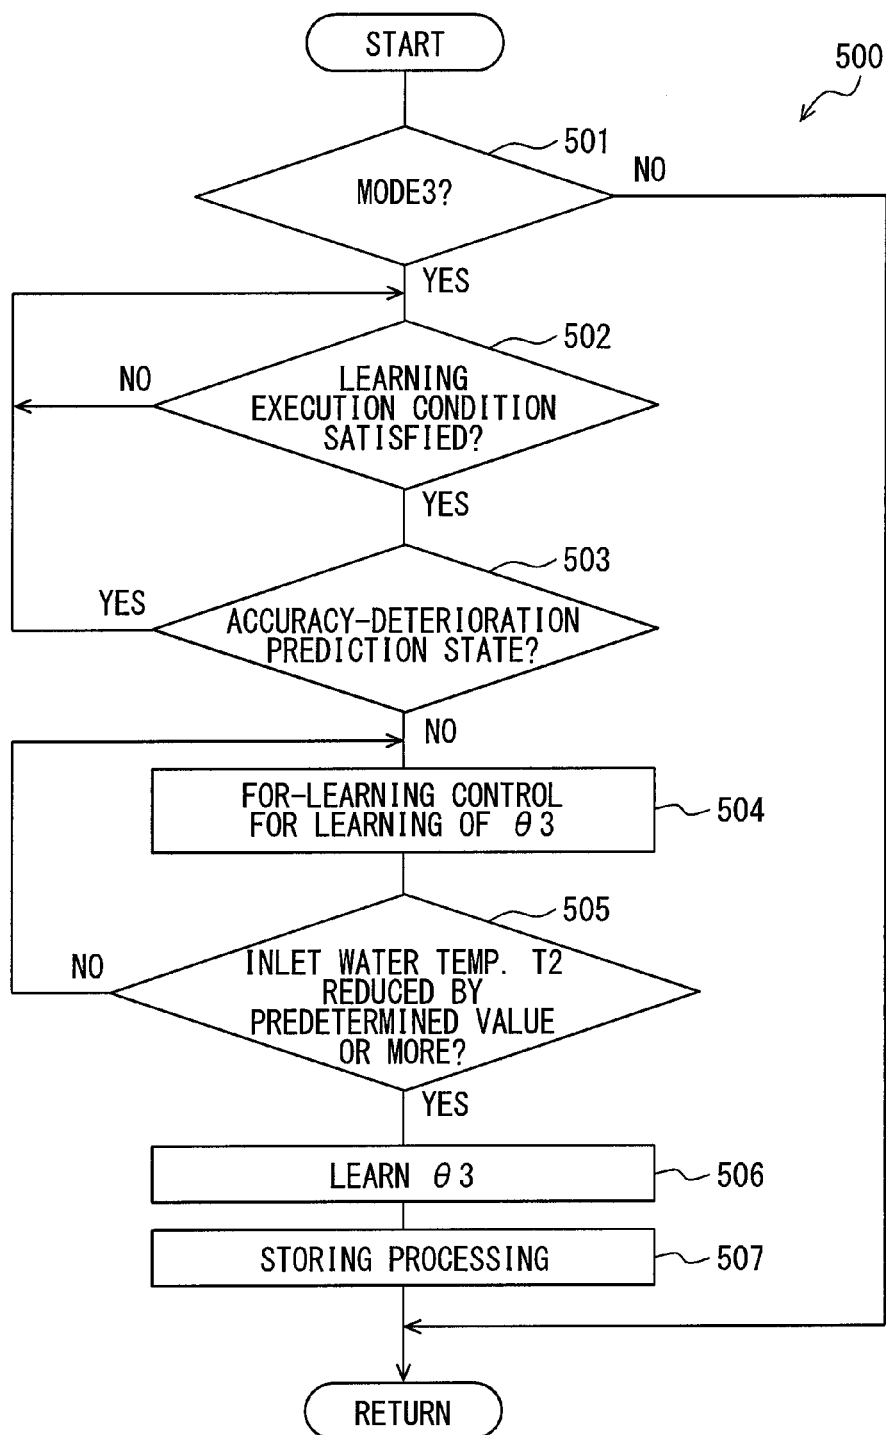 START
500
501
MODE3?
NO
YES
502
NO
LEARNING
EXECUTION CONDITION
SATISFIED?
YES
503
YES
ACCURACY-DETERIORATION
PREDICTION STATE?
NO
FOR-LEARNING CONTROL
FOR LEARNING OF θ3
504
505
NO
INLET WATER TEMP. T2
REDUCED BY
PREDETERMINED VALUE
OR MORE?
YES
LEARN θ3
506
STORING PROCESSING
507
RETURN